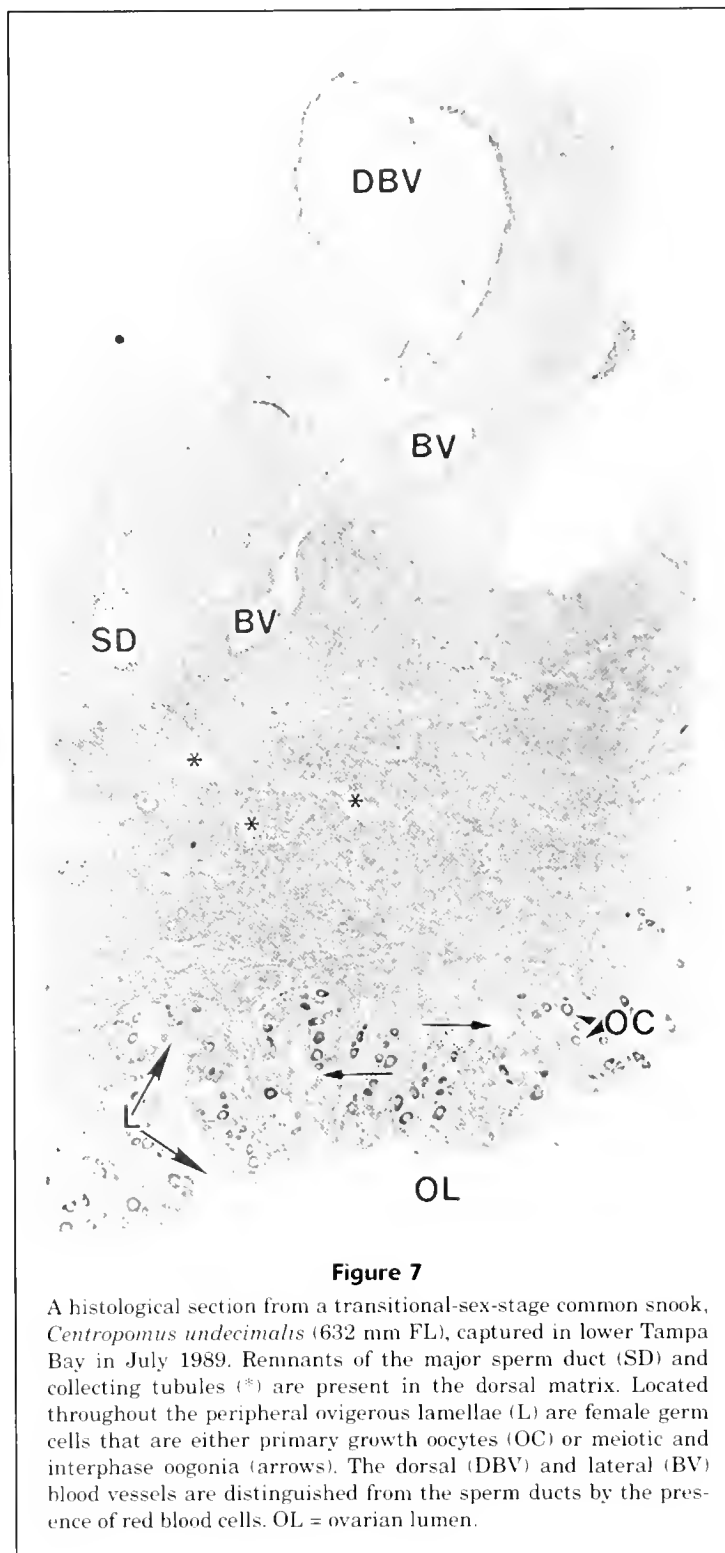 DBV
BV
BV
SD
*
*
*
OC
L
OL
Figure 7
A histological section from a transitional-sex-stage common snook,
Centropomus undecimalis (632 mm FL), captured in lower Tampa
Bay in July 1989. Remnants of the major sperm duct (SD) and
collecting tubules (*) are present in the dorsal matrix. Located
throughout the peripheral ovigerous lamellae (L) are female germ
cells that are either primary growth oocytes (OC) or meiotic and
interphase oogonia (arrows). The dorsal (DBV) and lateral (BV)
blood vessels are distinguished from the sperm ducts by the pres-
ence of red blood cells. OL = ovarian lumen.